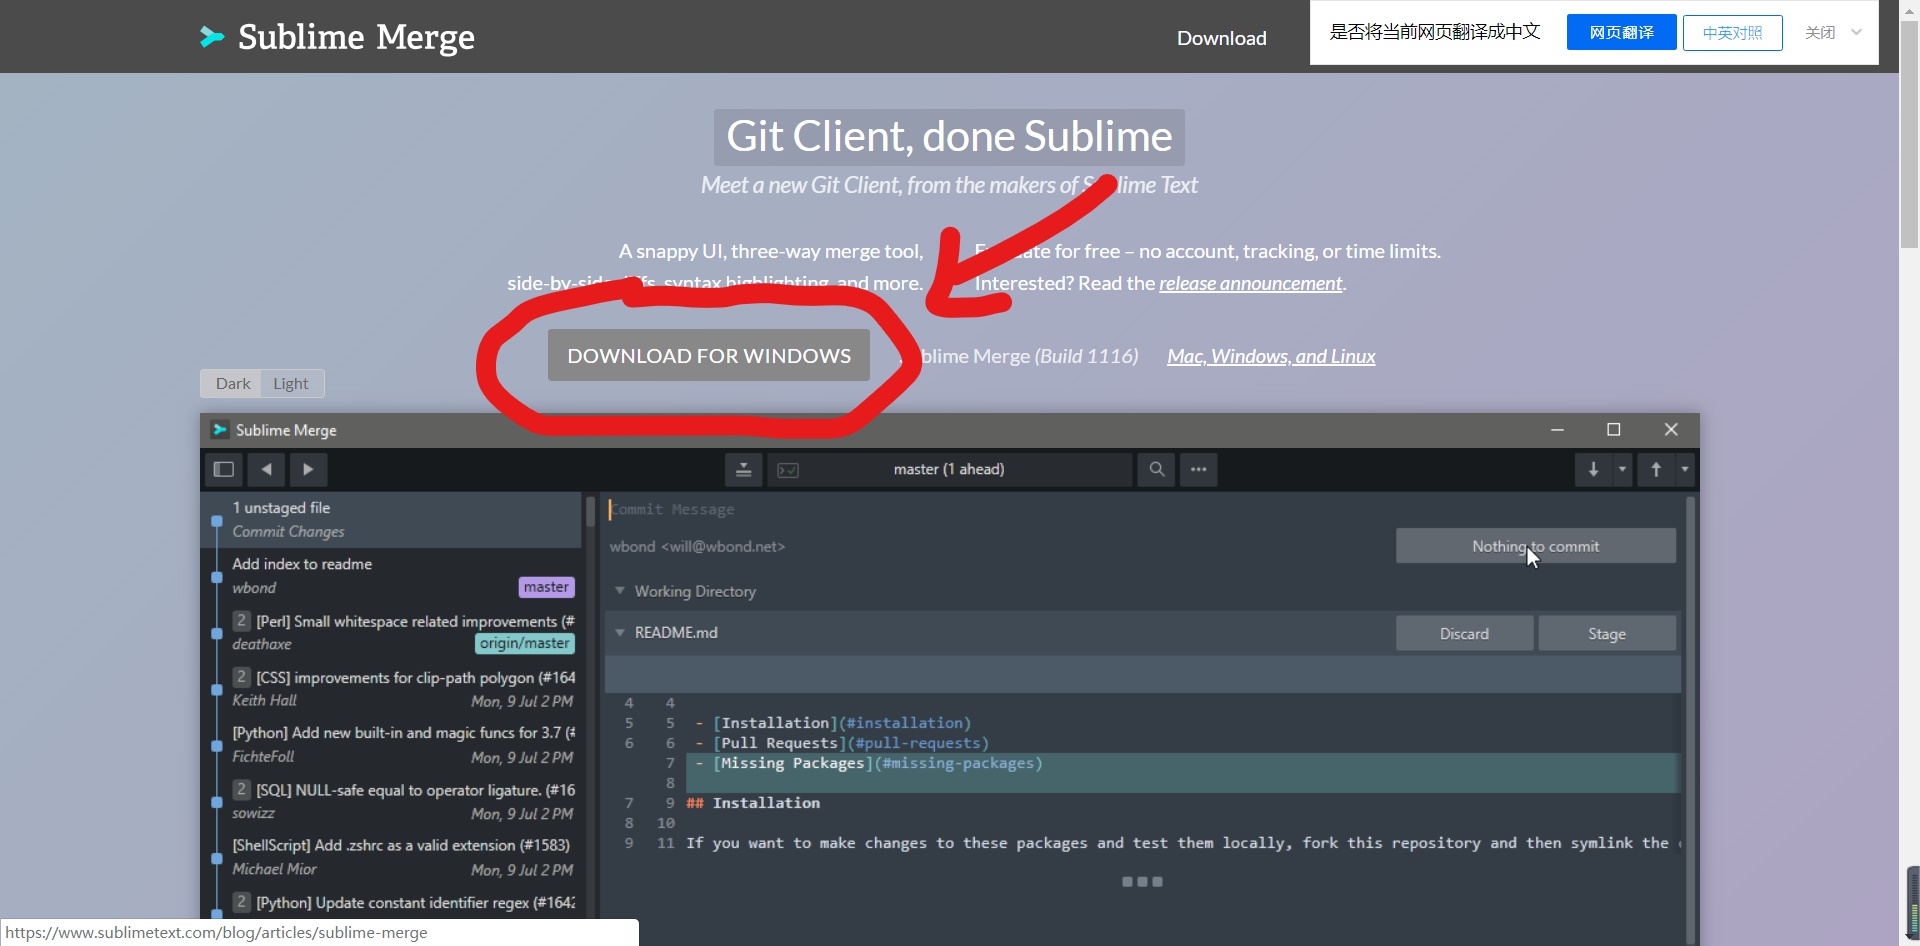 Sublime Merge
Download
是否将当前网页翻译成中文
网页翻译
中英对照
关闭
Git Client, done Sublime
Meet a new Git Client, from the makers of Text
A snappy UI, three-way merge tool,
syntax highlighting, and more.
for free – no account, tracking, or time limits.
Interested? Read the release announcement.
DOWNLOAD FOR WINDOWS
Merge (Build 1116)
Mac, Windows, and Linux
Dark
Light
Sublime Merge
master (1 ahead)
1 unstaged file
Commit Changes
Add index to readme
wbond
master
2 [Perl] Small whitespace related improvements (#
deathaxe
origin/master
2 [CSS] improvements for clip-path polygon (#164
Keith Hall
Mon, 9 Jul 2 PM
[Python] Add new built-in and magic funcs for 3.7 (#
FichteFoll
Mon, 9 Jul 2 PM
2 [SQL] NULL-safe equal to operator ligature. (#16
sowizz
Mon, 9 Jul 2 PM
[ShellScript] Add .zshrc as a valid extension (#1583)
Michael Mior
Mon, 9 Jul 2 PM
2 [Python] Update constant identifier regex (#1642
Commit Message
wbond <will@wbond.net>
Nothing to commit
Working Directory
README.md
Discard
Stage
4 4
5 5 - [Installation](#installation)
6 6 - [Pull Requests](#pull-requests)
7 - [Missing Packages](#missing-packages)
8
7 9 ## Installation
8 10
9 11 If you want to make changes to these packages and test them locally, fork this repository and then symlink the
https://www.sublimetext.com/blog/articles/sublime-merge